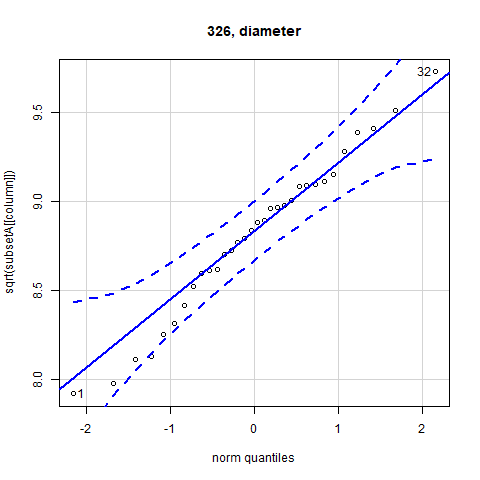 326, diameter
sqrt(subsetA[[column]])
9.5
9.0
8.5
8.0
32
1
-2 -1 0 1 2
norm quantiles